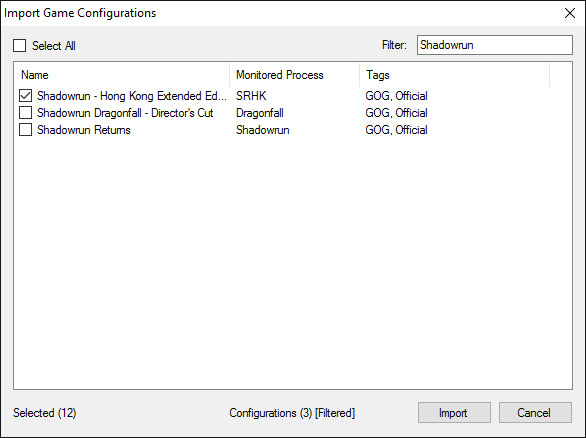 Import Game Configurations
Select All
Filter: Shadowrun
Name Monitored Process Tags
Shadowrun - Hong Kong Extended Ed... SRHK GOG, Official
Shadowrun Dragonfall - Director's Cut Dragonfall GOG, Official
Shadowrun Returns Shadowrun GOG, Official
Selected (12) Configurations (3) [Filtered] Import Cancel